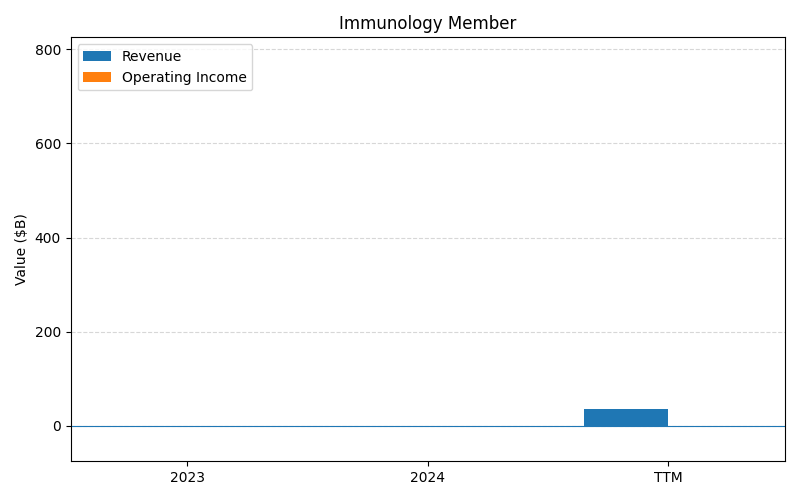 Immunology Member
Revenue
Operating Income
Value ($B)
800
600
400
200
0
2023
2024
TTM